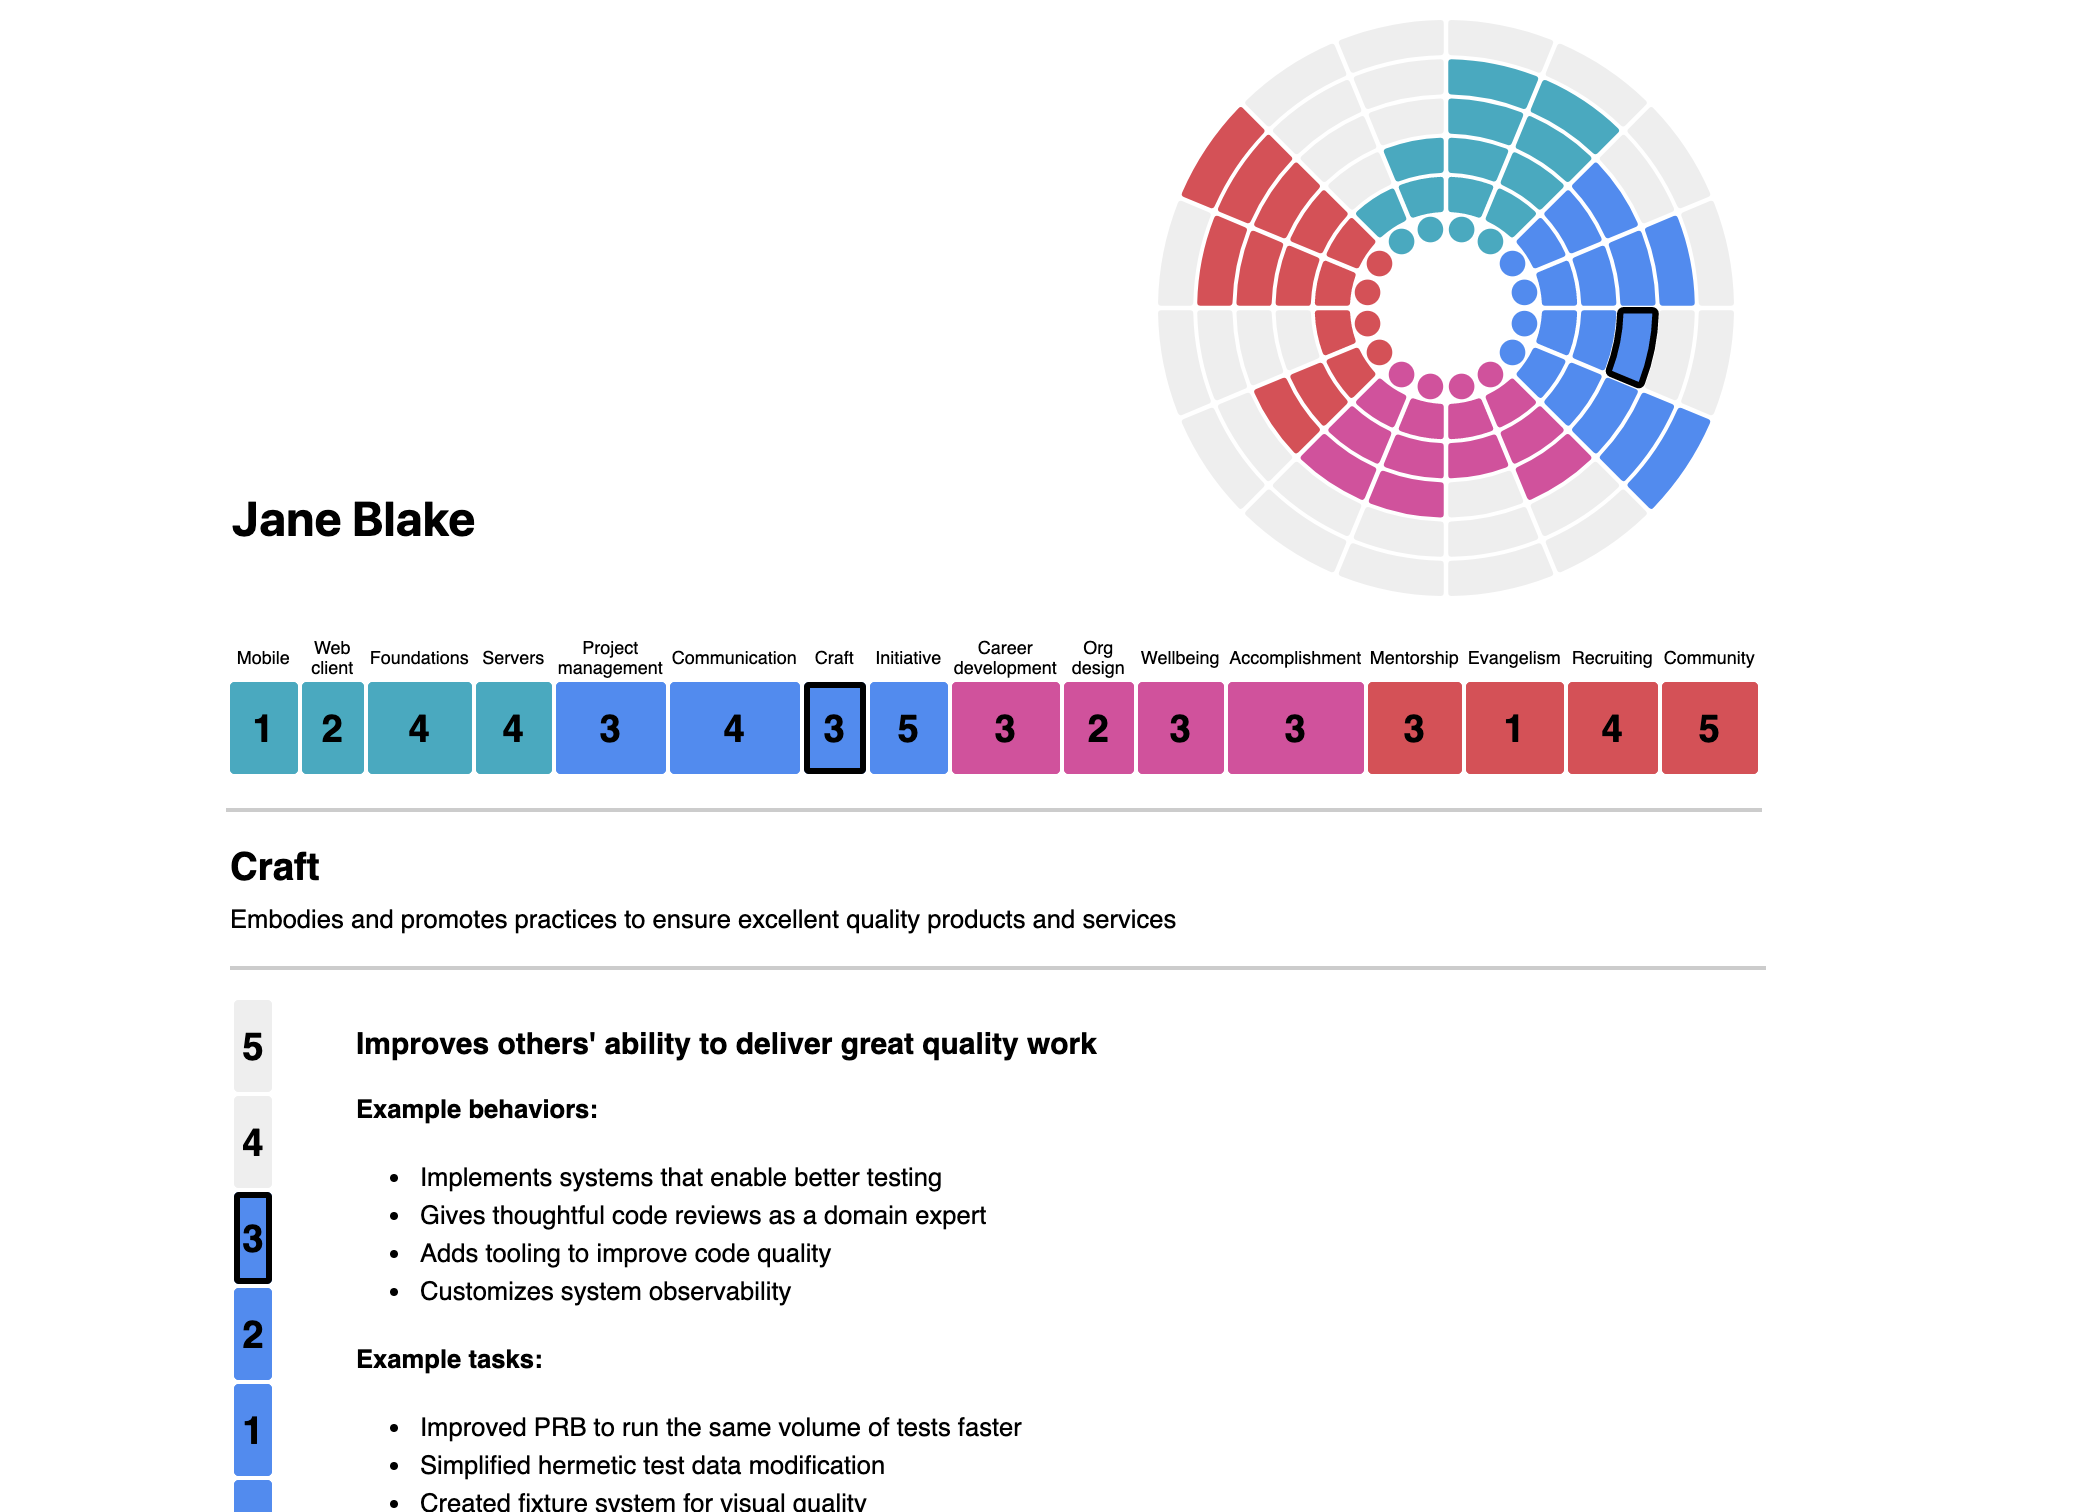 Jane Blake
Mobile
Web
client
Foundations
Servers
Project
management
Communication
Craft
Initiative
Career
development
Org
design
Wellbeing
Accomplishment
Mentorship
Evangelism
Recruiting
Community
1 2 4 4 3 4 3 5 3 2 3 3 3 1 4 5
Craft
Embodies and promotes practices to ensure excellent quality products and services
5
4
3
2
1
Improves others' ability to deliver great quality work
Example behaviors:
• Implements systems that enable better testing
• Gives thoughtful code reviews as a domain expert
• Adds tooling to improve code quality
• Customizes system observability
Example tasks:
• Improved PRB to run the same volume of tests faster
• Simplified hermetic test data modification
• Created fixture system for visual quality